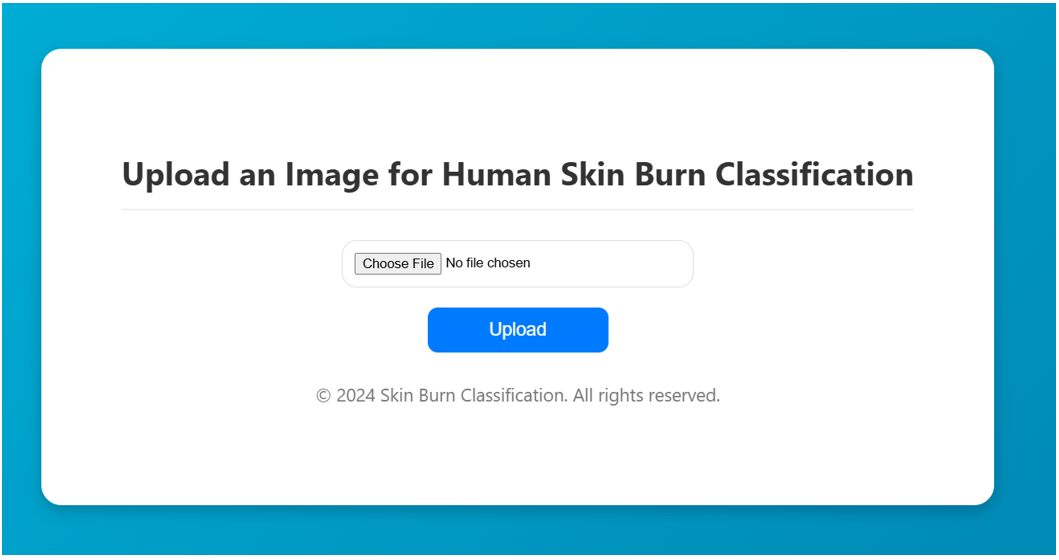 Upload an Image for Human Skin Burn Classification
Choose File No file chosen
Upload
© 2024 Skin Burn Classification. All rights reserved.